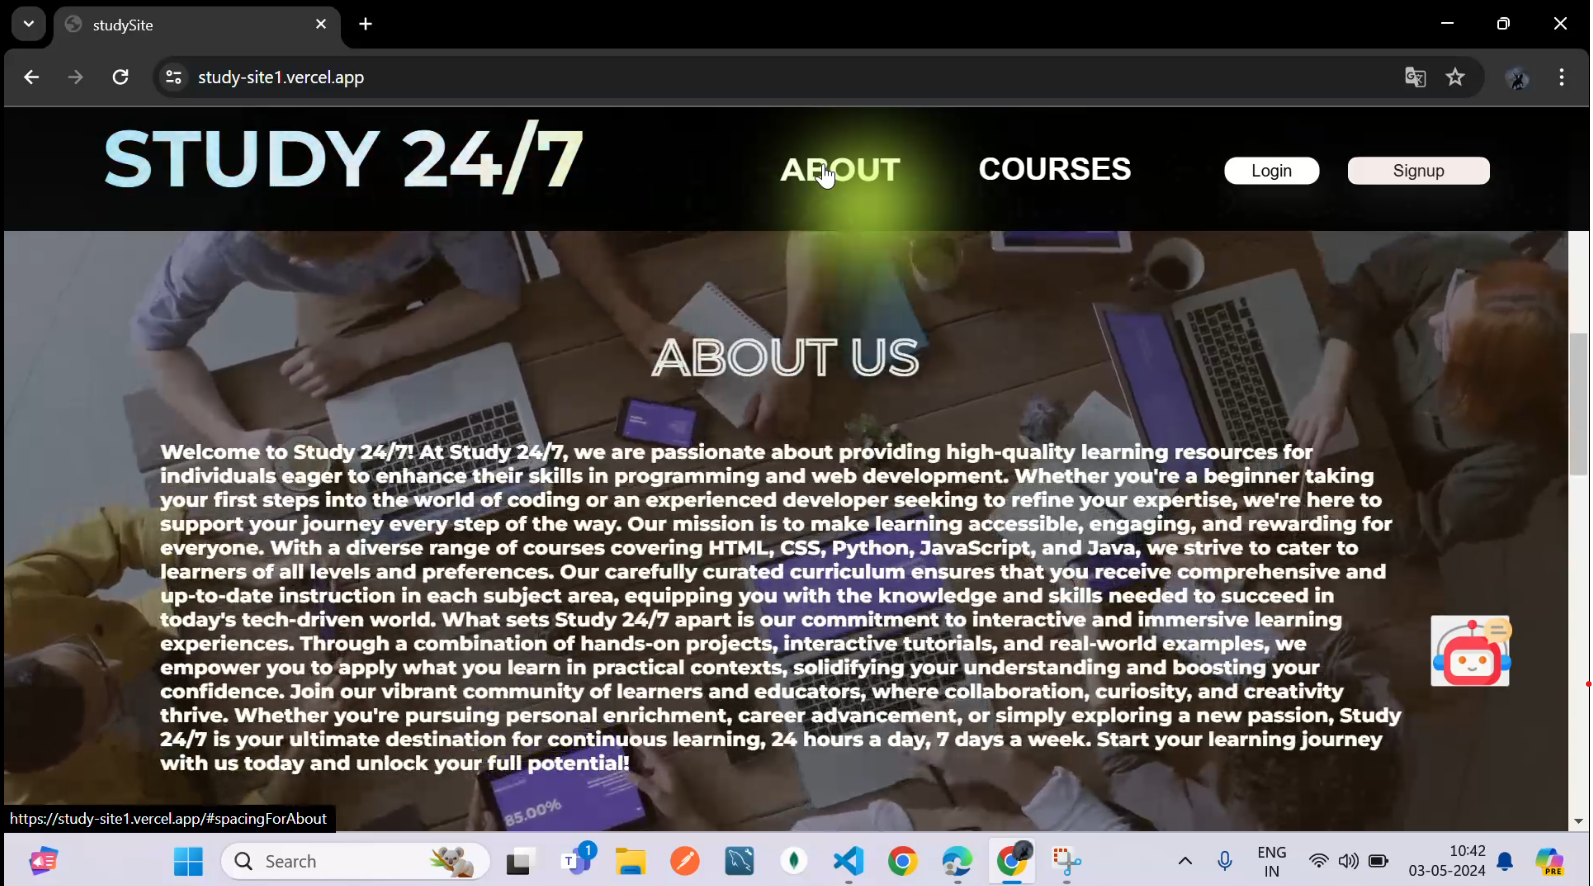 studySite
study-site1.vercel.app
STUDY 24/7
ABOUT
COURSES
Login
Signup
ABOUT US
Welcome to Study 24/7! At Study 24/7, we are passionate about providing high-quality learning resources for
individuals eager to enhance their skills in programming and web development. Whether you're a beginner taking
your first steps into the world of coding or an experienced developer seeking to refine your expertise, we're here to
support your journey every step of the way. Our mission is to make learning accessible, engaging, and rewarding for
everyone. With a diverse range of courses covering HTML, CSS, Python, JavaScript, and Java, we strive to cater to
learners of all levels and preferences. Our carefully curated curriculum ensures that you receive comprehensive and
up-to-date instruction in each subject area, equipping you with the knowledge and skills needed to succeed in
today's tech-driven world. What sets Study 24/7 apart is our commitment to interactive and immersive learning
experiences. Through a combination of hands-on projects, interactive tutorials, and real-world examples, we
empower you to apply what you learn in practical contexts, solidifying your understanding and boosting your
confidence. Join our vibrant community of learners and educators, where collaboration, curiosity, and creativity
thrive. Whether you're pursuing personal enrichment, career advancement, or simply exploring a new passion, Study
24/7 is your ultimate destination for continuous learning, 24 hours a day, 7 days a week. Start your learning journey
with us today and unlock your full potential!
85.00%
https://study-site1.vercel.app/#spacingForAbout
Search
1
ENG
IN
10:42
03-05-2024
PRE